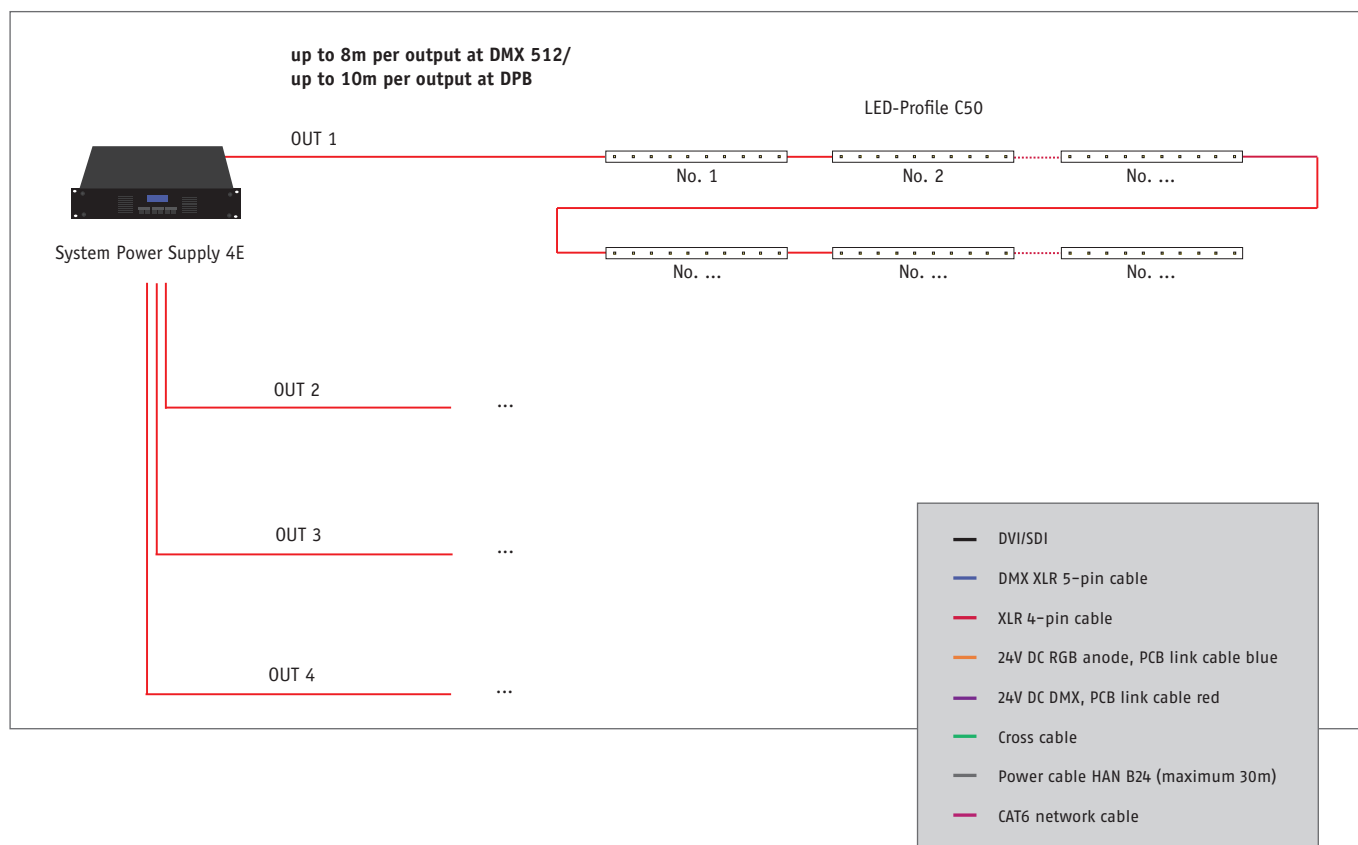 up to 8m per output at DMX 512/
up to 10m per output at DPB
LED-Profile C50
OUT 1
No. 1
No. 2
No. ...
System Power Supply 4E
No. ...
No. ...
No. ...
OUT 2
...
OUT 3
...
OUT 4
...
DVI/SDI
DMX XLR 5-pin cable
XLR 4-pin cable
24V DC RGB anode, PCB link cable blue
24V DC DMX, PCB link cable red
Cross cable
Power cable HAN B24 (maximum 30m)
CAT6 network cable